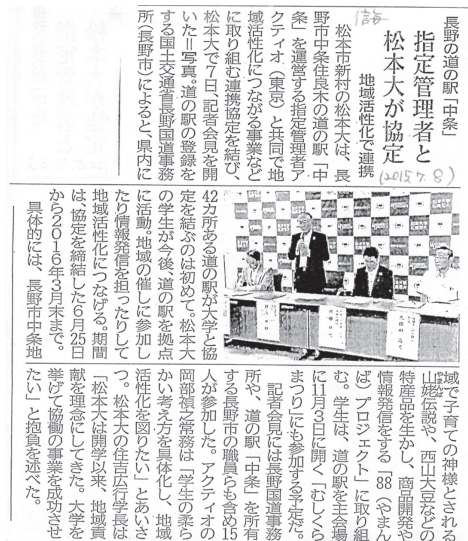 信毎
長野の道の駅「中条」
指定管理者と
松本大が協定
地域活性化で連携
(2015.7.8)
松本市新村の松本大は、長
野市中条住良木の道の駅「中
条」を運営する指定管理者ア
クティオ(東京)と共同で地
域活性化につながる事業など
に取り組む連携協定を結び、
松本大で7日、記者会見を開
いた=写真。道の駅の登録を
する国土交通省長野国道事務
所(長野市)によると、県内に
42カ所ある道の駅が大学と協
定を結ぶのは初めて。松本大
の学生が今後、道の駅を拠点
に活動。地域の催しに参加し
たり情報発信を担ったりして
地域活性化につなげる。期間
は、協定を締結した6月25日
から2016年3月末まで。
具体的には、長野市中条地
域で子育ての神様とされる
山姥伝説や、西山大豆などの
特産品を生かし、商品開発や
情報発信をする「88(やまん
ば)プロジェクト」に取り組
む。学生は、道の駅を主会場
に11月3日に開く「むしくら
まつり」にも参加する予定だ。
記者会見には長野国道事務
所や、道の駅「中条」を所有
する長野市の職員らも含め15
人が参加した。アクティオの
岡部禎之常務は「学生の柔ら
かい考え方を具体化し、地域
活性化を図りたい」とあいさ
つ。松本大の住吉広行学長は
「松本大は開学以来、地域貢
献を理念にしてきた。大学を
挙げて協働の事業を成功させ
たい」と抱負を述べた。